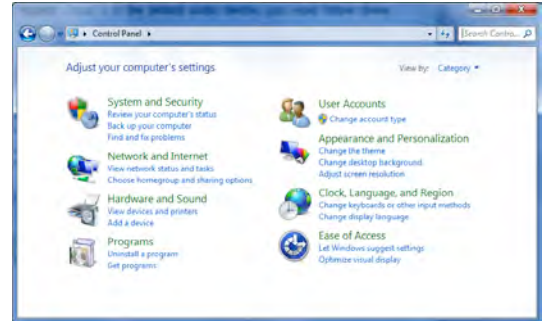 Control Panel
Search Contro...
Adjust your computer's settings
View by: Category
System and Security
Review your computer's status
Back up your computer
Find and fix problems
Network and Internet
View network status and tasks
Choose homegroup and sharing options
Hardware and Sound
View devices and printers
Add a device
Programs
Uninstall a program
Get programs
User Accounts
Change account type
Appearance and Personalization
Change the theme
Change desktop background
Adjust screen resolution
Clock, Language, and Region
Change keyboards or other input methods
Change display language
Ease of Access
Let Windows suggest settings
Optimize visual display